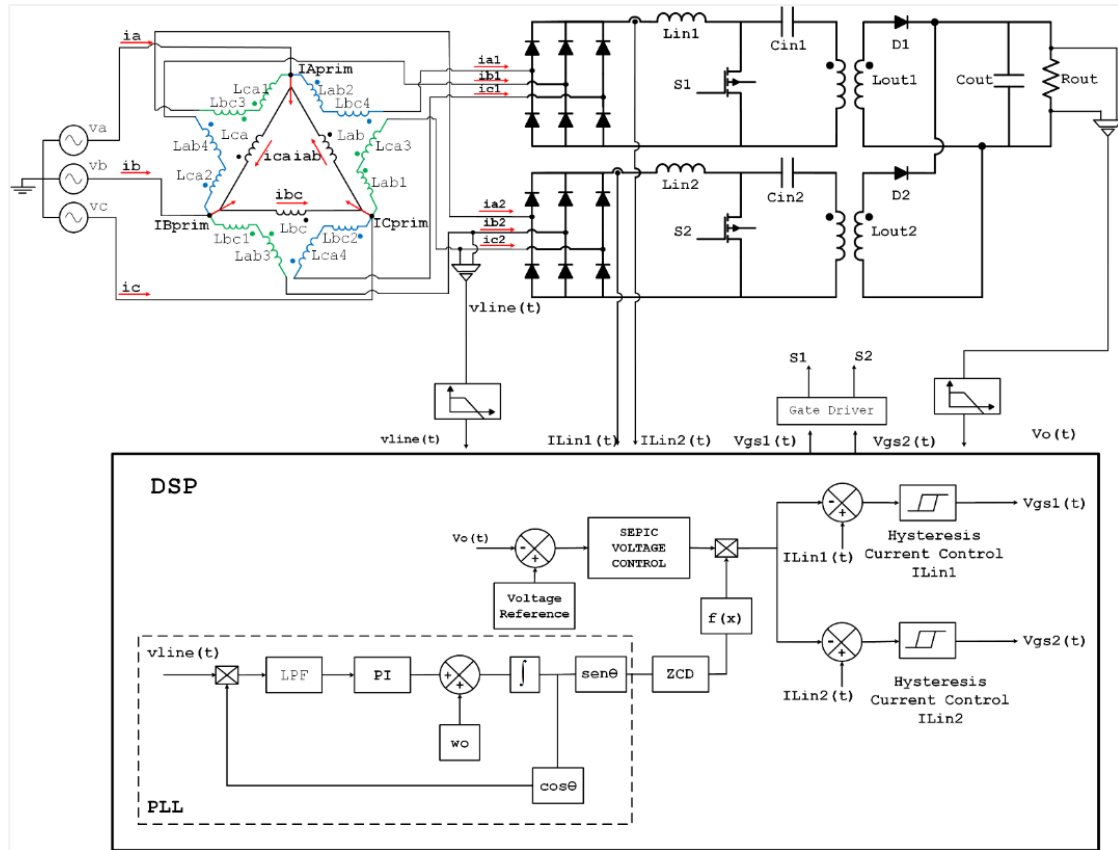 ia
IAprim
Lca1
Lab2
Lbc3
Lbc4
va
Lab4
Lca
Lab
Lca3
icaiab
ib
vb
Lca2
Lab1
ibc
vc
IBprim
Lbc
ICprim
Lbc1
Lbc2
Lab3
Lca4
ic
ia1
ib1
ic1
Lin1
Cin1
D1
S1
Lout1
Cout
Rout
ia2
ib2
ic2
Lin2
Cin2
D2
S2
Lout2
vline(t)
S1
S2
Gate Driver
vline(t)
ILin1(t)
ILin2(t)
Vgs1(t)
Vgs2(t)
Vo(t)
DSP
Vo(t)
-
+
SEPIC
VOLTAGE
CONTROL
Voltage
Reference
f(x)
-
+
ILin1(t)
Hysteresis
Current Control
ILin1
Vgs1(t)
-
+
ILin2(t)
Hysteresis
Current Control
ILin2
Vgs2(t)
vline(t)
LPF
PI
+
+
∫
senθ
ZCD
wo
cosθ
PLL